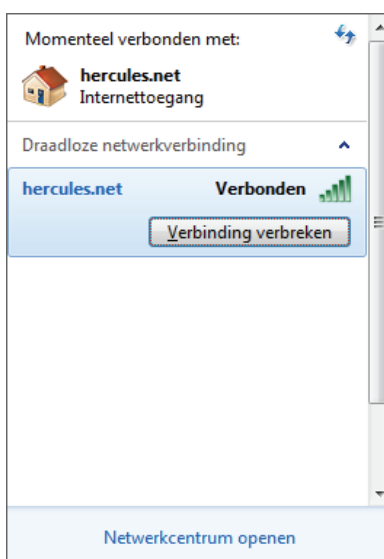 Momenteel verbonden met:
hercules.net
Internettoegang
Draadloze netwerkverbinding
hercules.net Verbonden
Verbinding verbreken
Netwerkcentrum openen